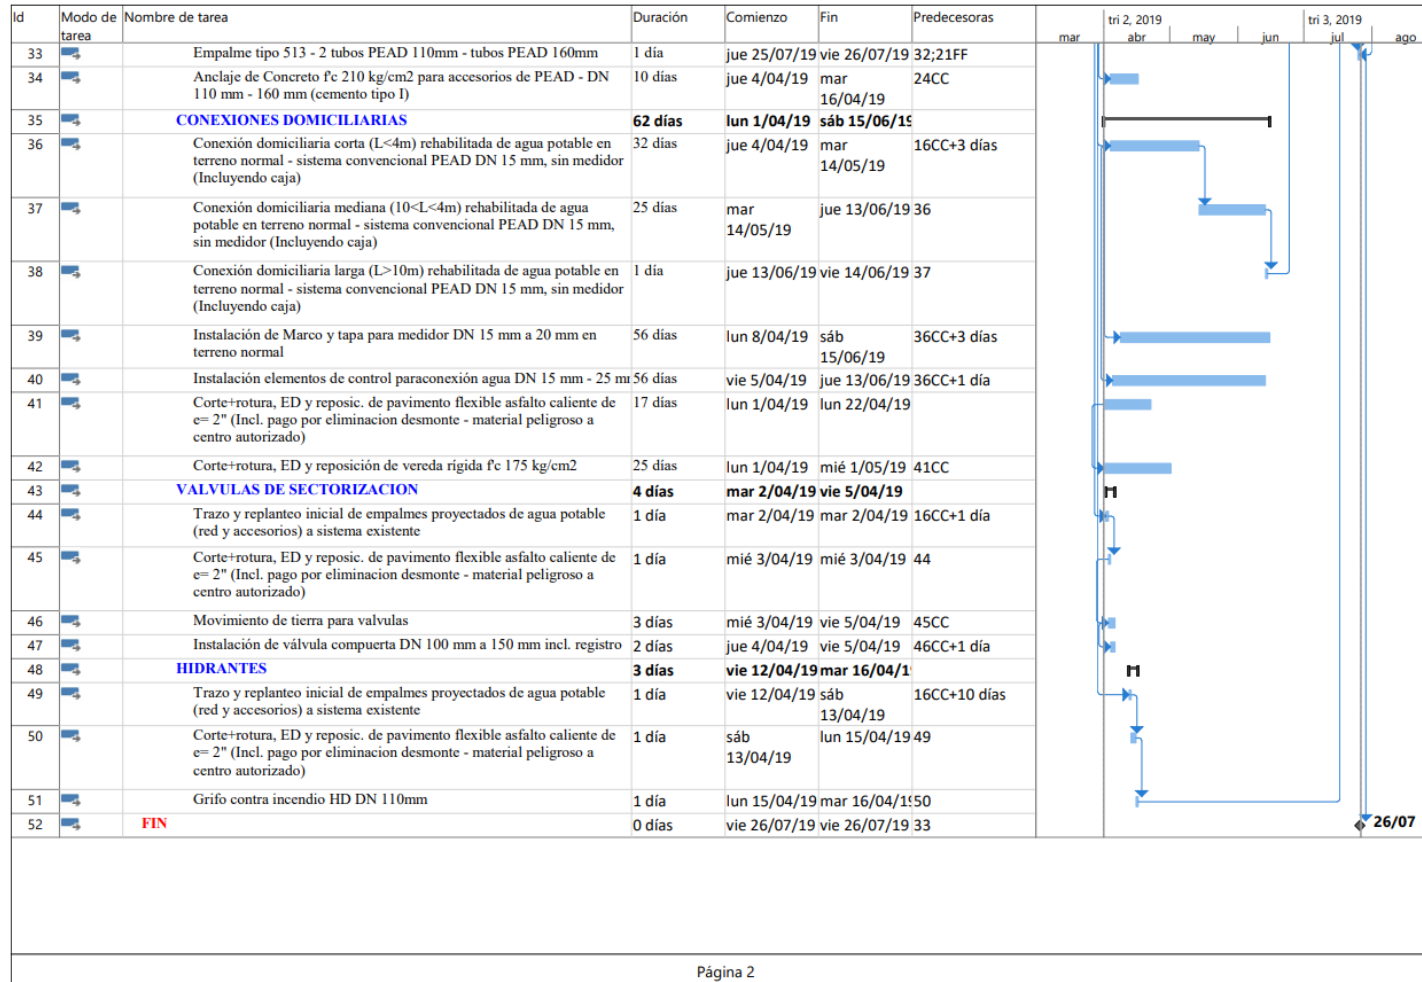 Id Modo de Nombre de tarea Duración Comienzo Fin Predecesoras tri 2, 2019 tri 3, 2019
tarea mar abr may jun jul ago
33 Empalme tipo 513 - 2 tubos PEAD 110mm - tubos PEAD 160mm 1 día jue 25/07/19 vie 26/07/19 32;21FF
34 Anclaje de Concreto f'c 210 kg/cm2 para accesorios de PEAD - DN 10 días jue 4/04/19 mar 24CC
110 mm - 160 mm (cemento tipo I) 16/04/19
35 CONEXIONES DOMICILIARIAS 62 días lun 1/04/19 sáb 15/06/19
36 Conexión domiciliaria corta (L<4m) rehabilitada de agua potable en 32 días jue 4/04/19 mar 16CC+3 días
terreno normal - sistema convencional PEAD DN 15 mm, sin medidor 14/05/19
(Incluyendo caja)
37 Conexión domiciliaria mediana (10<L<4m) rehabilitada de agua 25 días mar jue 13/06/19 36
potable en terreno normal - sistema convencional PEAD DN 15 mm, 14/05/19
sin medidor (Incluyendo caja)
38 Conexión domiciliaria larga (L>10m) rehabilitada de agua potable en 1 día jue 13/06/19 vie 14/06/19 37
terreno normal - sistema convencional PEAD DN 15 mm, sin medidor
(Incluyendo caja)
39 Instalación de Marco y tapa para medidor DN 15 mm a 20 mm en 56 días lun 8/04/19 sáb 36CC+3 días
terreno normal 15/06/19
40 Instalación elementos de control paraconexión agua DN 15 mm - 25 mm 56 días vie 5/04/19 jue 13/06/19 36CC+1 día
41 Corte+rotura, ED y reposic. de pavimento flexible asfalto caliente de 17 días lun 1/04/19 lun 22/04/19
e= 2" (Incl. pago por eliminacion desmonte - material peligroso a
centro autorizado)
42 Corte+rotura, ED y reposición de vereda rígida f'c 175 kg/cm2 25 días lun 1/04/19 mié 1/05/19 41CC
43 VALVULAS DE SECTORIZACION 4 días mar 2/04/19 vie 5/04/19
44 Trazo y replanteo inicial de empalmes proyectados de agua potable 1 día mar 2/04/19 mar 2/04/19 16CC+1 día
(red y accesorios) a sistema existente
45 Corte+rotura, ED y reposic. de pavimento flexible asfalto caliente de 1 día mié 3/04/19 mié 3/04/19 44
e= 2" (Incl. pago por eliminacion desmonte - material peligroso a
centro autorizado)
46 Movimiento de tierra para valvulas 3 días mié 3/04/19 vie 5/04/19 45CC
47 Instalación de válvula compuerta DN 100 mm a 150 mm incl. registro 2 días jue 4/04/19 vie 5/04/19 46CC+1 día
48 HIDRANTES 3 días vie 12/04/19 mar 16/04/19
49 Trazo y replanteo inicial de empalmes proyectados de agua potable 1 día vie 12/04/19 sáb 16CC+10 días
(red y accesorios) a sistema existente 13/04/19
50 Corte+rotura, ED y reposic. de pavimento flexible asfalto caliente de 1 día sáb lun 15/04/19 49
e= 2" (Incl. pago por eliminacion desmonte - material peligroso a 13/04/19
centro autorizado)
51 Grifo contra incendio HD DN 110mm 1 día lun 15/04/19 mar 16/04/19 50
52 FIN 0 días vie 26/07/19 vie 26/07/19 33 26/07
Página 2